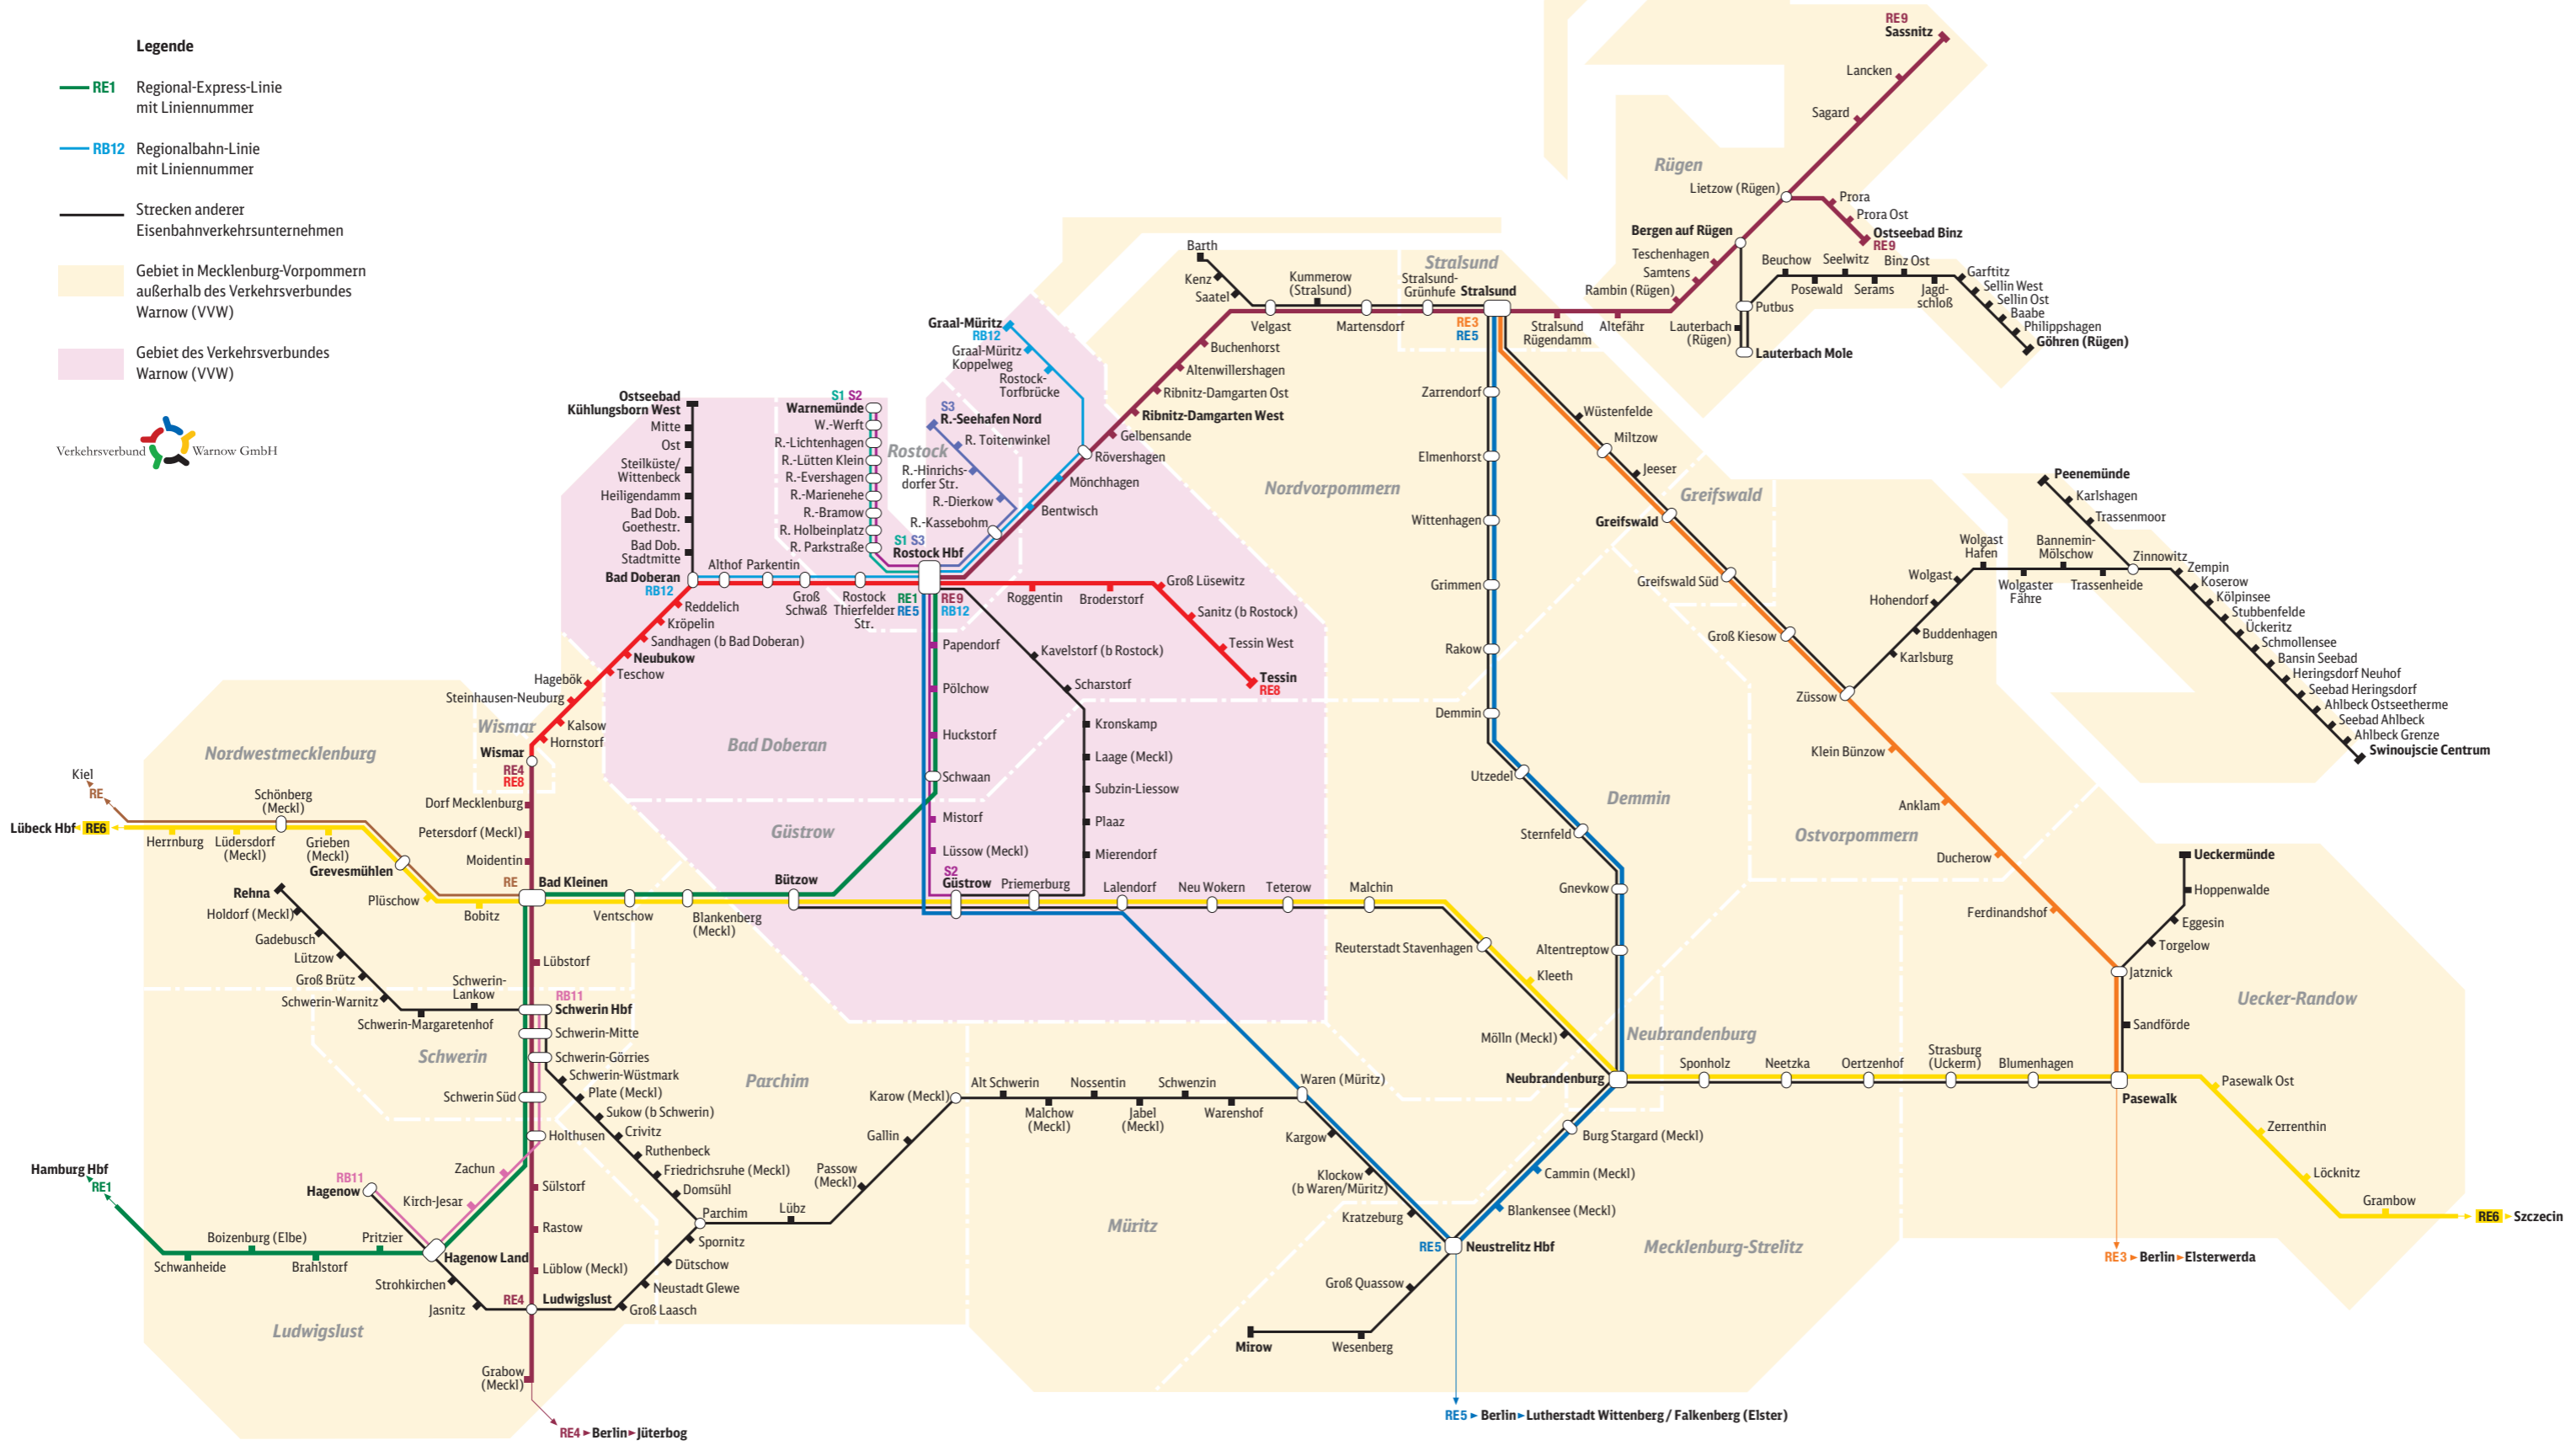 Legende
RE1
Regional-Express-Linie
mit Liniennummer
RB12
Regionalbahn-Linie
mit Liniennummer
Strecken anderer
Eisenbahnverkehrsunternehmen
Gebiet in Mecklenburg-Vorpommern
außerhalb des Verkehrsverbundes
Warnow (VVW)
Gebiet des Verkehrsverbundes
Warnow (VVW)
Verkehrsverbund Warnow GmbH
RE9
Sassnitz
Lancken
Sagard
Rügen
Lietzow (Rügen)
Prora
Prora Ost
Ostseebad Binz
RE9
Bergen auf Rügen
Teschenhagen
Samtens
Rambin (Rügen)
Beuchow
Seelwitz
Binz Ost
Posewald
Serams
Jagd-
schloß
Garftitz
Sellin West
Sellin Ost
Baabe
Philippshagen
Göhren (Rügen)
Putbus
Lauterbach
(Rügen)
Lauterbach Mole
Barth
Kenz
Saatel
Kummerow
(Stralsund)
Stralsund
Stralsund-
Grünhufe
Stralsund
Velgast
Martensdorf
RE3
RE5
Stralsund
Rügendamm
Altefähr
Buchenhorst
Altenwillershagen
Ribnitz-Damgarten Ost
Ribnitz-Damgarten West
Gelbensande
Rövershagen
Mönchhagen
Bentwisch
Graal-Müritz
RB12
Graal-Müritz
Koppelweg
Rostock-
Torfbrücke
Ostseebad
Kühlungsborn West
Mitte
Ost
Steilküste/
Wittenbeck
Heiligendamm
Bad Dob.
Goethestr.
Bad Dob.
Stadtmitte
Bad Doberan
RB12
S1 S2
Warnemünde
W.-Werft
R.-Lichtenhagen
R.-Lütten Klein
R.-Evershagen
R.-Marienehe
R.-Bramow
R. Holbeinplatz
R. Parkstraße
Rostock
S3
R.-Seehafen Nord
R. Toitenwinkel
R.-Hinrichs-
dorfer Str.
R.-Dierkow
R.-Kassebohm
S1 S3
Rostock Hbf
RE1
RE5
RE9
RB12
Althof
Parkentin
Groß
Schwaß
Rostock
Thierfelder
Str.
Roggentin
Broderstorf
Groß Lüsewitz
Sanitz (b Rostock)
Tessin West
Tessin
RE8
Reddelich
Kröpelin
Sandhagen (b Bad Doberan)
Neubukow
Teschow
Hagebök
Steinhausen-Neuburg
Kalsow
Hornstorf
Wismar
Wismar
RE4
RE8
Nordwestmecklenburg
Bad Doberan
Güstrow
Papendorf
Pölchow
Huckstorf
Schwaan
Mistorf
Lüssow (Meckl)
S2
Güstrow
Kavelstorf (b Rostock)
Scharstorf
Kronskamp
Laage (Meckl)
Subzin-Liessow
Plaaz
Mierendorf
Priemerburg
Lalendorf
Neu Wokern
Teterow
Malchin
Reuterstadt Stavenhagen
Kleeth
Mölln (Meckl)
Nordvorpommern
Zarrendorf
Elmenhorst
Wittenhagen
Grimmen
Rakow
Demmin
Utzedel
Sternfeld
Gnevkow
Altentreptow
Demmin
Wüstenfelde
Miltzow
Jeeser
Greifswald
Greifswald
Greifswald Süd
Groß Kiesow
Züssow
Klein Bünzow
Anklam
Ducherow
Ferdinandshof
Ostvorpommern
Karlsburg
Buddenhagen
Hohendorf
Wolgast
Wolgast
Hafen
Wolgaster
Fähre
Bannemin-
Mölschow
Trassenheide
Zinnowitz
Peenemünde
Karlshagen
Trassenmoor
Zempin
Koserow
Kölpinsee
Stubbenfelde
Ückeritz
Schmollensee
Bansin Seebad
Heringsdorf Neuhof
Seebad Heringsdorf
Ahlbeck Ostseetherme
Seebad Ahlbeck
Ahlbeck Grenze
Swinoujscie Centrum
Ueckermünde
Hoppenwalde
Eggesin
Torgelow
Jatznick
Sandförde
Uecker-Randow
Pasewalk
Pasewalk Ost
Zerrenthin
Löcknitz
Grambow
RE6 Szczecin
RE3 Berlin Elsterwerda
Neubrandenburg
Neubrandenburg
Sponholz
Neetzka
Oertzenhof
Strasburg
(Uckerm)
Blumenhagen
Burg Stargard (Meckl)
Cammin (Meckl)
Blankensee (Meckl)
Mecklenburg-Strelitz
RE5
Neustrelitz Hbf
Groß Quassow
Wesenberg
Mirow
RE5 Berlin Lutherstadt Wittenberg / Falkenberg (Elster)
Waren (Müritz)
Kargow
Klockow
(b Waren/Müritz)
Kratzeburg
Müritz
Karow (Meckl)
Alt Schwerin
Malchow
(Meckl)
Nossentin
Jabel
(Meckl)
Schwenzin
Warenshof
Gallin
Passow
(Meckl)
Lübz
Parchim
Parchim
Spornitz
Dütschow
Neustadt Glewe
Groß Laasch
Kiel
RE
Lübeck Hbf RE6
Herrnburg
Lüdersdorf
(Meckl)
Schönberg
(Meckl)
Grieben
(Meckl)
Grevesmühlen
Plüschow
Bobitz
Dorf Mecklenburg
Petersdorf (Meckl)
Moidentin
RE
Bad Kleinen
Ventschow
Blankenberg
(Meckl)
Bützow
Lübstorf
Rehna
Holdorf (Meckl)
Gadebusch
Lützow
Groß Brütz
Schwerin-Warnitz
Schwerin-Margaretenhof
Schwerin-
Lankow
RB11
Schwerin Hbf
Schwerin-Mitte
Schwerin-Görries
Schwerin-Wüstmark
Plate (Meckl)
Sukow (b Schwerin)
Crivitz
Ruthenbeck
Friedrichsruhe (Meckl)
Domsühl
Schwerin
Schwerin Süd
Holthusen
Zachun
Kirch-Jesar
RB11
Hagenow
Hagenow Land
Sülstorf
Rastow
Lüblow (Meckl)
RE4
Ludwigslust
Strohkirchen
Jasnitz
Ludwigslust
Hamburg Hbf
RE1
Schwanheide
Boizenburg (Elbe)
Brahlstorf
Pritzier
Grabow
(Meckl)
RE4 Berlin Jüterbog